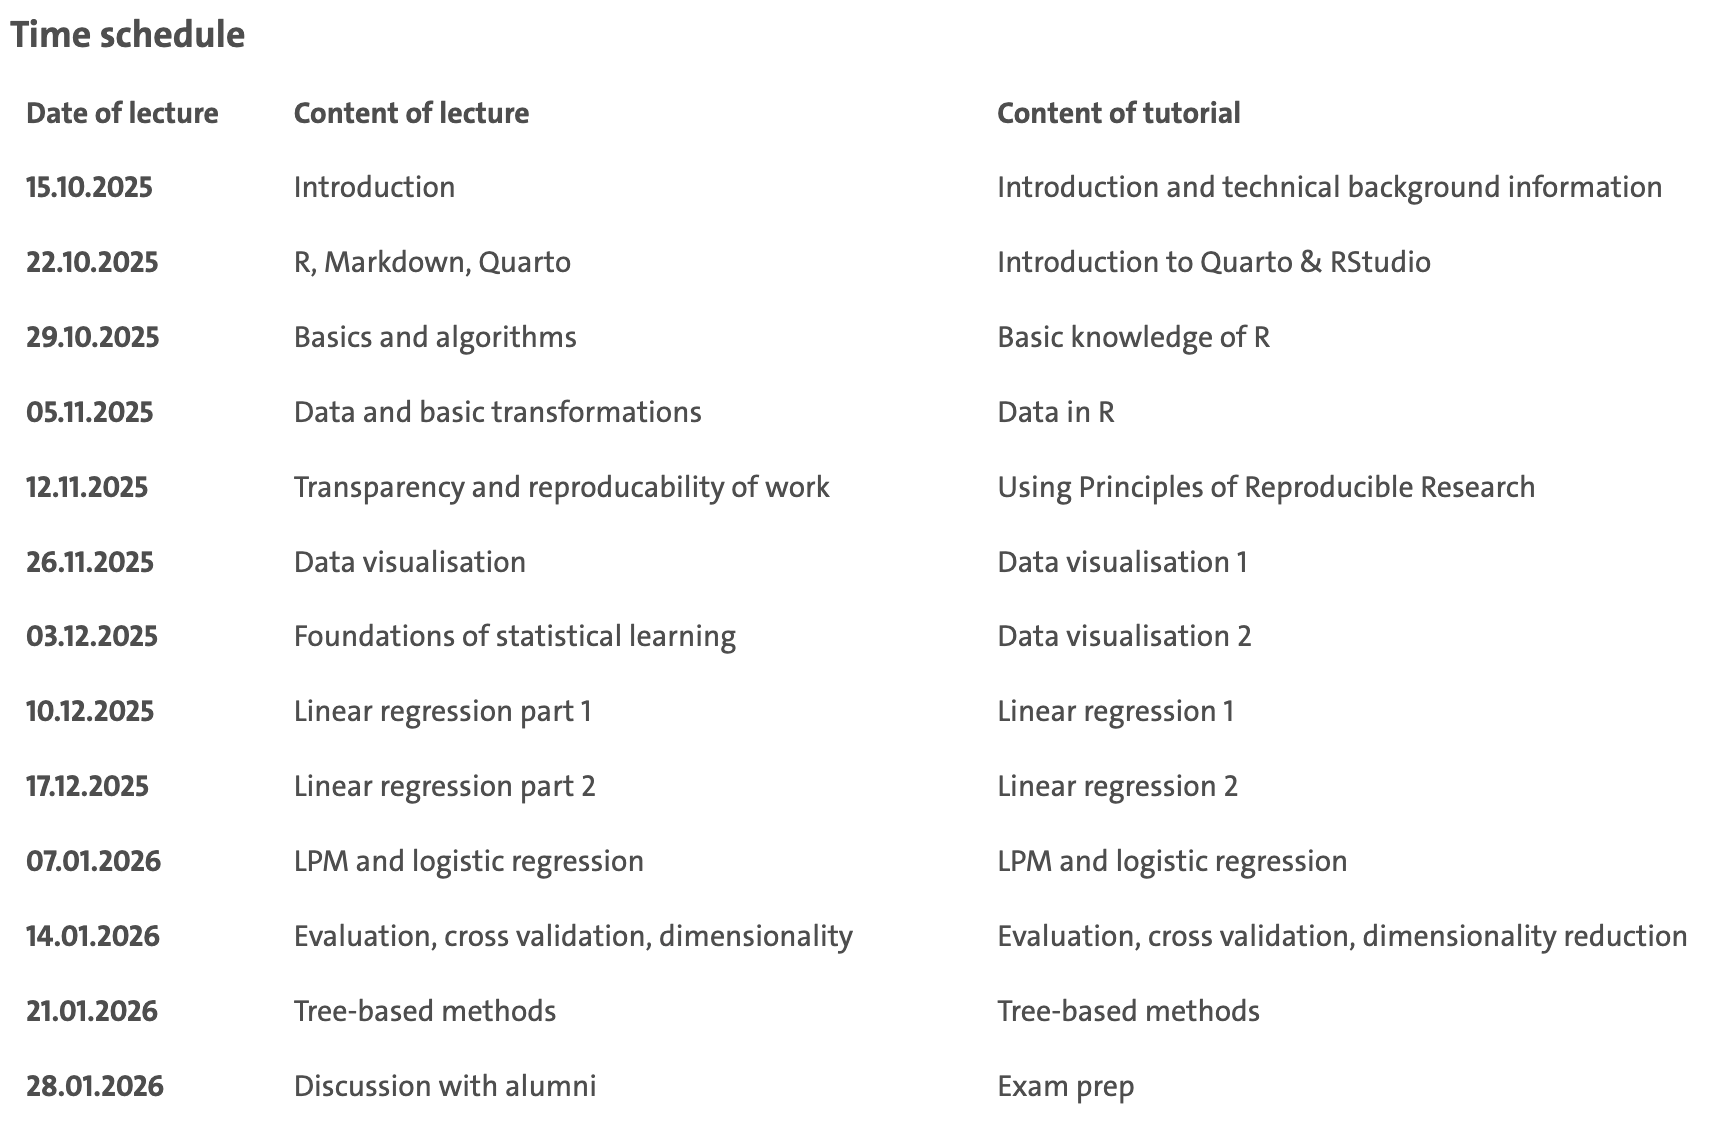 Time schedule
Date of lecture Content of lecture Content of tutorial
15.10.2025 Introduction Introduction and technical background information
22.10.2025 R, Markdown, Quarto Introduction to Quarto & RStudio
29.10.2025 Basics and algorithms Basic knowledge of R
05.11.2025 Data and basic transformations Data in R
12.11.2025 Transparency and reproducability of work Using Principles of Reproducible Research
26.11.2025 Data visualisation Data visualisation 1
03.12.2025 Foundations of statistical learning Data visualisation 2
10.12.2025 Linear regression part 1 Linear regression 1
17.12.2025 Linear regression part 2 Linear regression 2
07.01.2026 LPM and logistic regression LPM and logistic regression
14.01.2026 Evaluation, cross validation, dimensionality Evaluation, cross validation, dimensionality reduction
21.01.2026 Tree-based methods Tree-based methods
28.01.2026 Discussion with alumni Exam prep